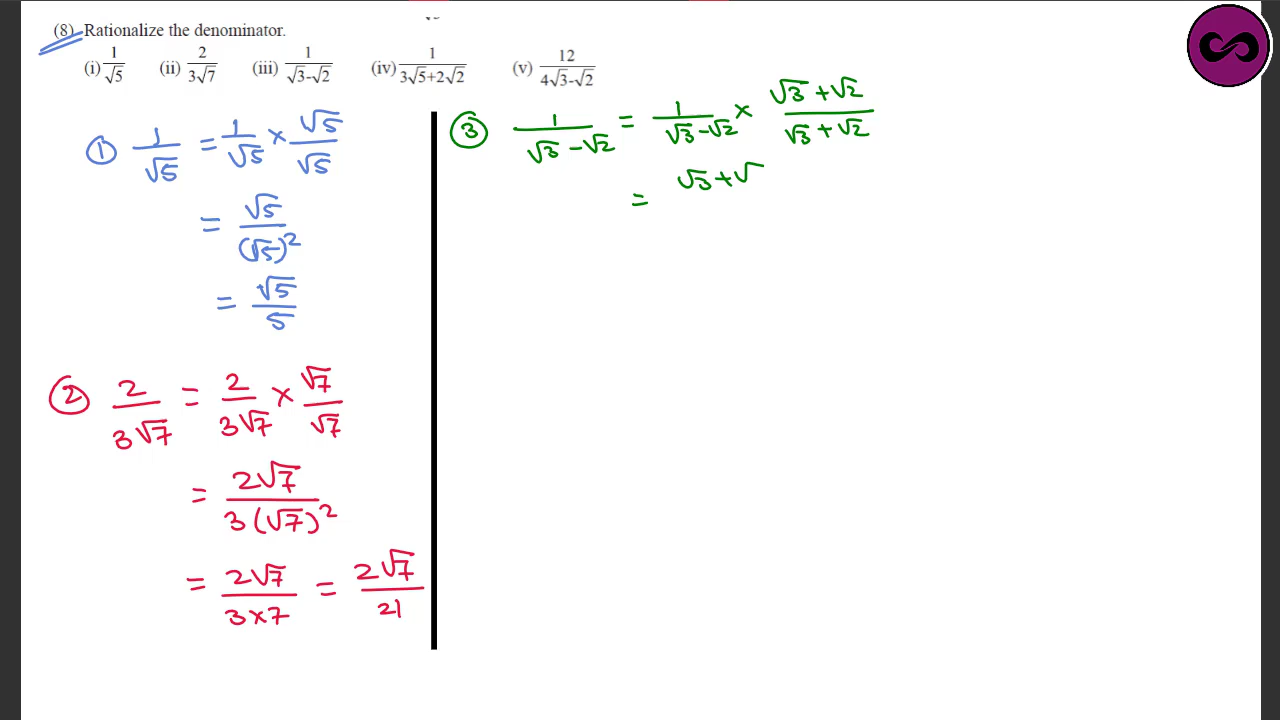 (8) Rationalize the denominator.
(i) 1/√5 (ii) 2/3√7 (iii) 1/√3-√2 (iv) 1/3√5+2√2 (v) 12/4√3-√2
① 1/√5 = 1/√5 × √5/√5
= √5/(√5)²
= √5/5
② 2/3√7 = 2/3√7 × √7/√7
= 2√7/3(√7)²
= 2√7/3×7 = 2√7/21
③ 1/√3-√2 = 1/√3-√2 × √3+√2/√3+√2
= √3+√